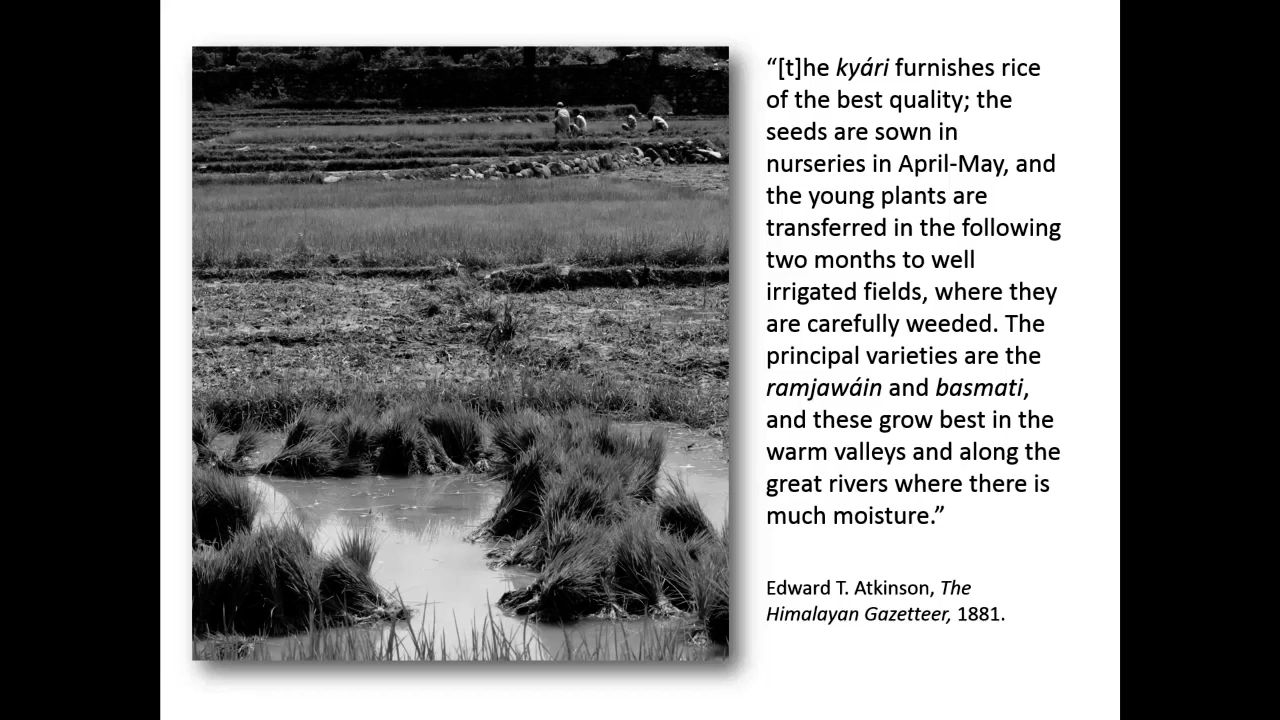 “[t]he kyári furnishes rice
of the best quality; the
seeds are sown in
nurseries in April-May, and
the young plants are
transferred in the following
two months to well
irrigated fields, where they
are carefully weeded. The
principal varieties are the
ramjawáin and basmati,
and these grow best in the
warm valleys and along the
great rivers where there is
much moisture.”
Edward T. Atkinson, The
Himalayan Gazetteer, 1881.